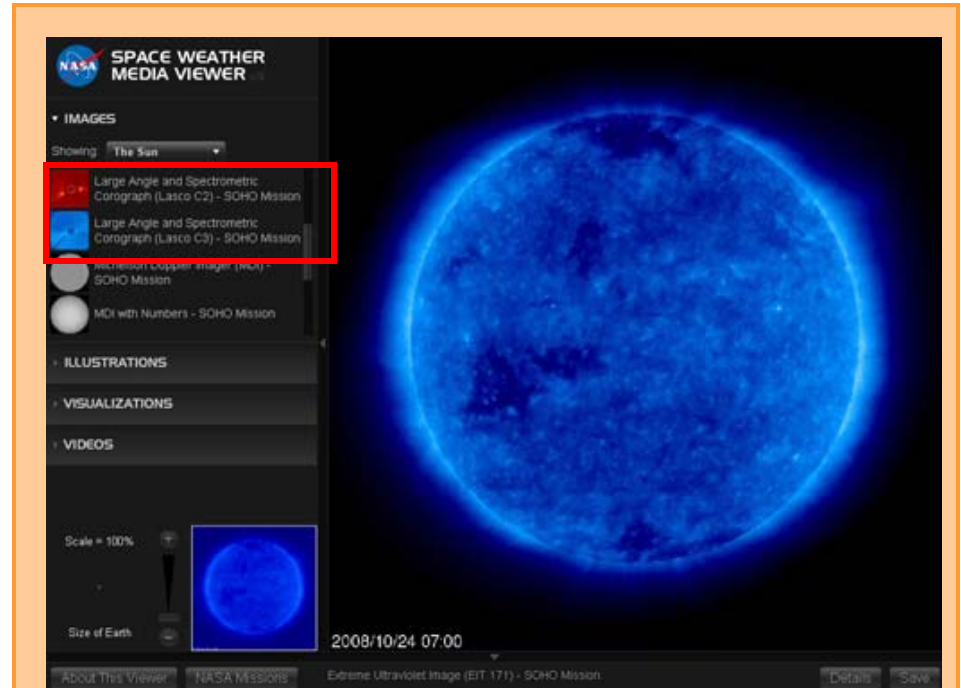 NASA
SPACE WEATHER
MEDIA VIEWER
IMAGES
Showing: The Sun
Large Angle and Spectrometric
Corograph (Lasco C2) - SOHO Mission
Large Angle and Spectrometric
Corograph (Lasco C3) - SOHO Mission
Michelson Doppler Imager (MDI) -
SOHO Mission
MDI with Numbers - SOHO Mission
ILLUSTRATIONS
VISUALIZATIONS
VIDEOS
Scale = 100%
Size of Earth
2008/10/24 07:00
About This Viewer
NASA Missions
Extreme Ultraviolet Image (EIT 171) - SOHO Mission
Details
Save